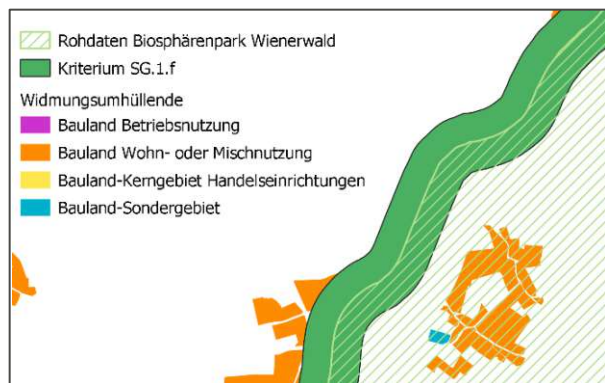 Rohdaten Biosphärenpark Wienerwald
Kriterium SG.1.f
Widmungsumhüllende
Bauland Betriebsnutzung
Bauland Wohn- oder Mischnutzung
Bauland-Kerngebiet Handelseinrichtungen
Bauland-Sondergebiet